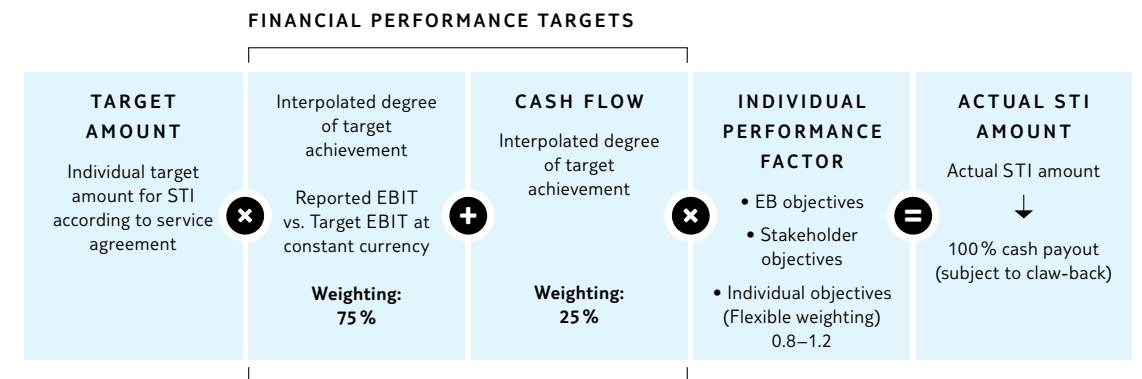 FINANCIAL PERFORMANCE TARGETS
TARGET
AMOUNT
Individual target
amount for STI
according to service
agreement
×
Interpolated degree
of target
achievement
Reported EBIT
vs. Target EBIT at
constant currency
Weighting:
75 %
+
CASH FLOW
Interpolated degree
of target
achievement
Weighting:
25 %
×
INDIVIDUAL
PERFORMANCE
FACTOR
• EB objectives
• Stakeholder
objectives
• Individual objectives
(Flexible weighting)
0.8–1.2
=
ACTUAL STI
AMOUNT
Actual STI amount
↓
100 % cash payout
(subject to claw-back)